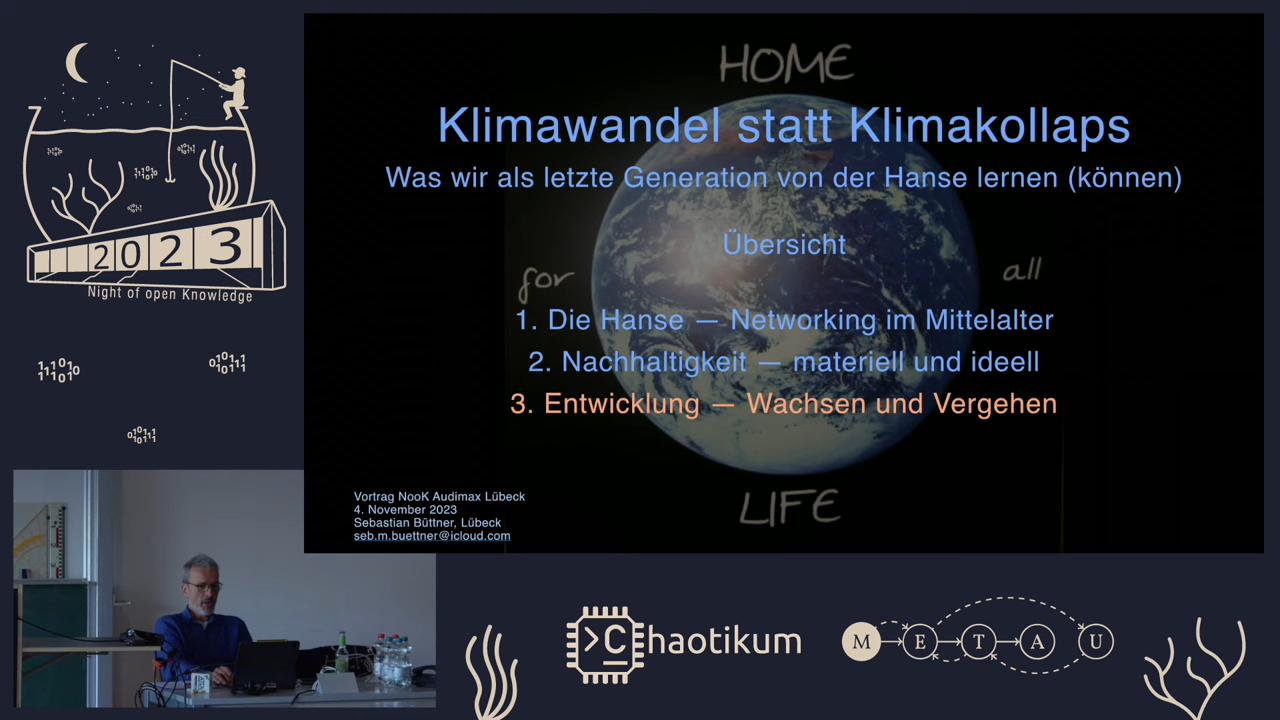 HOME
Klimawandel statt Klimakollaps
Was wir als letzte Generation von der Hanse lernen (können)
Übersicht
for
all
1. Die Hanse — Networking im Mittelalter
2. Nachhaltigkeit — materiell und ideell
3. Entwicklung — Wachsen und Vergehen
LIFE
Vortrag NooK Audimax Lübeck
4. November 2023
Sebastian Büttner, Lübeck
seb.m.buettner@icloud.com
2023
Night of open Knowledge
>C haotikum
M E T A U